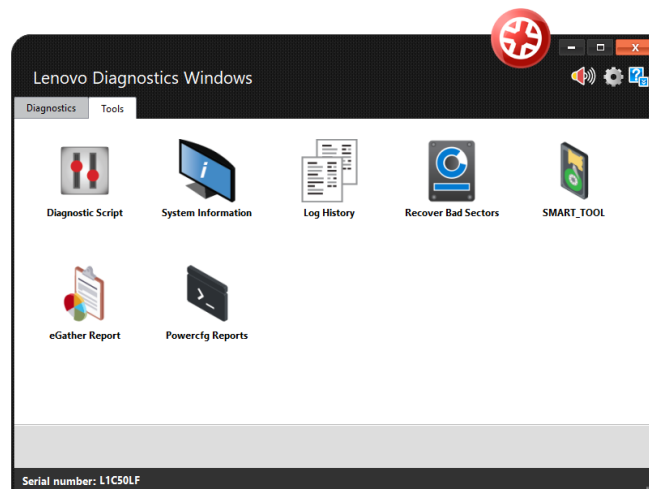 Lenovo Diagnostics Windows
Diagnostics Tools
Diagnostic Script System Information Log History Recover Bad Sectors SMART_TOOL
eGather Report Powercfg Reports
Serial number: L1C50LF